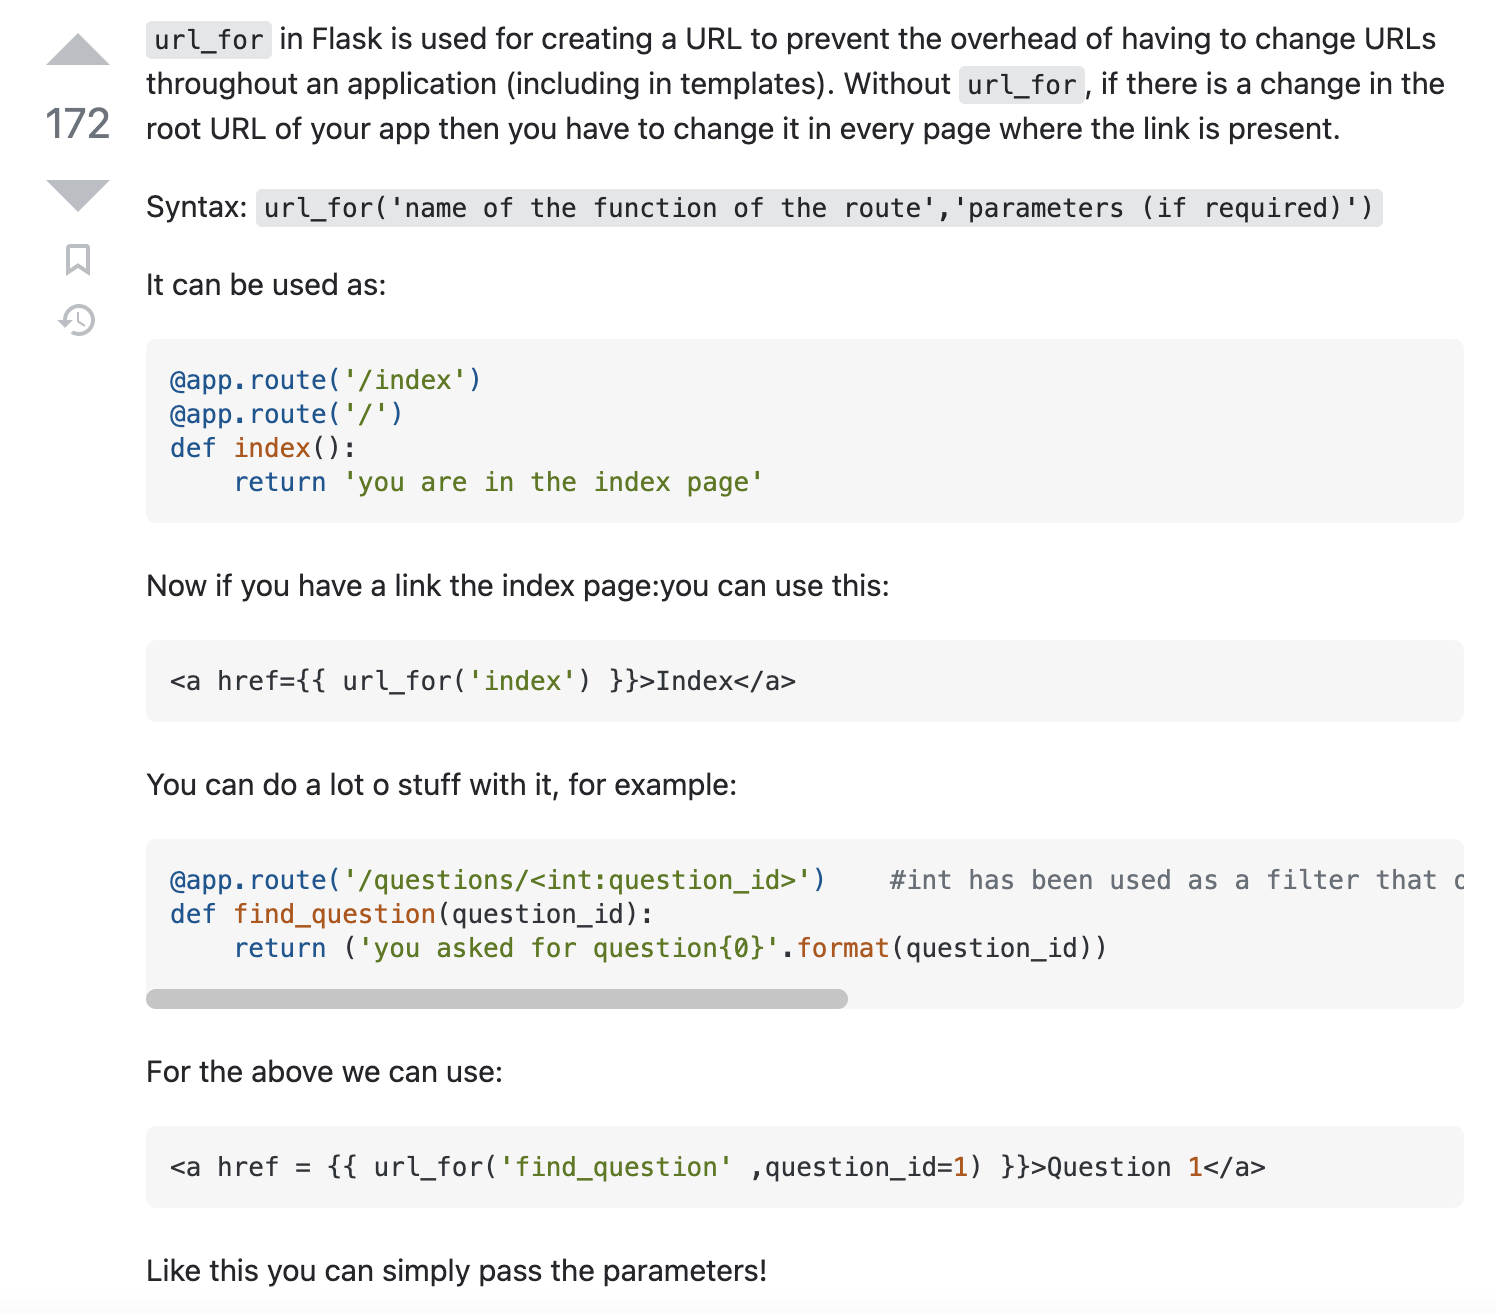 172
url_for in Flask is used for creating a URL to prevent the overhead of having to change URLs
throughout an application (including in templates). Without url_for, if there is a change in the
root URL of your app then you have to change it in every page where the link is present.
Syntax: url_for('name of the function of the route','parameters (if required)')
It can be used as:
@app.route('/index')
@app.route('/')
def index():
    return 'you are in the index page'
Now if you have a link the index page:you can use this:
<a href={{ url_for('index') }}>Index</a>
You can do a lot o stuff with it, for example:
@app.route('/questions/<int:question_id>')    #int has been used as a filter that
def find_question(question_id):
    return ('you asked for question{0}'.format(question_id))
For the above we can use:
<a href = {{ url_for('find_question' ,question_id=1) }}>Question 1</a>
Like this you can simply pass the parameters!